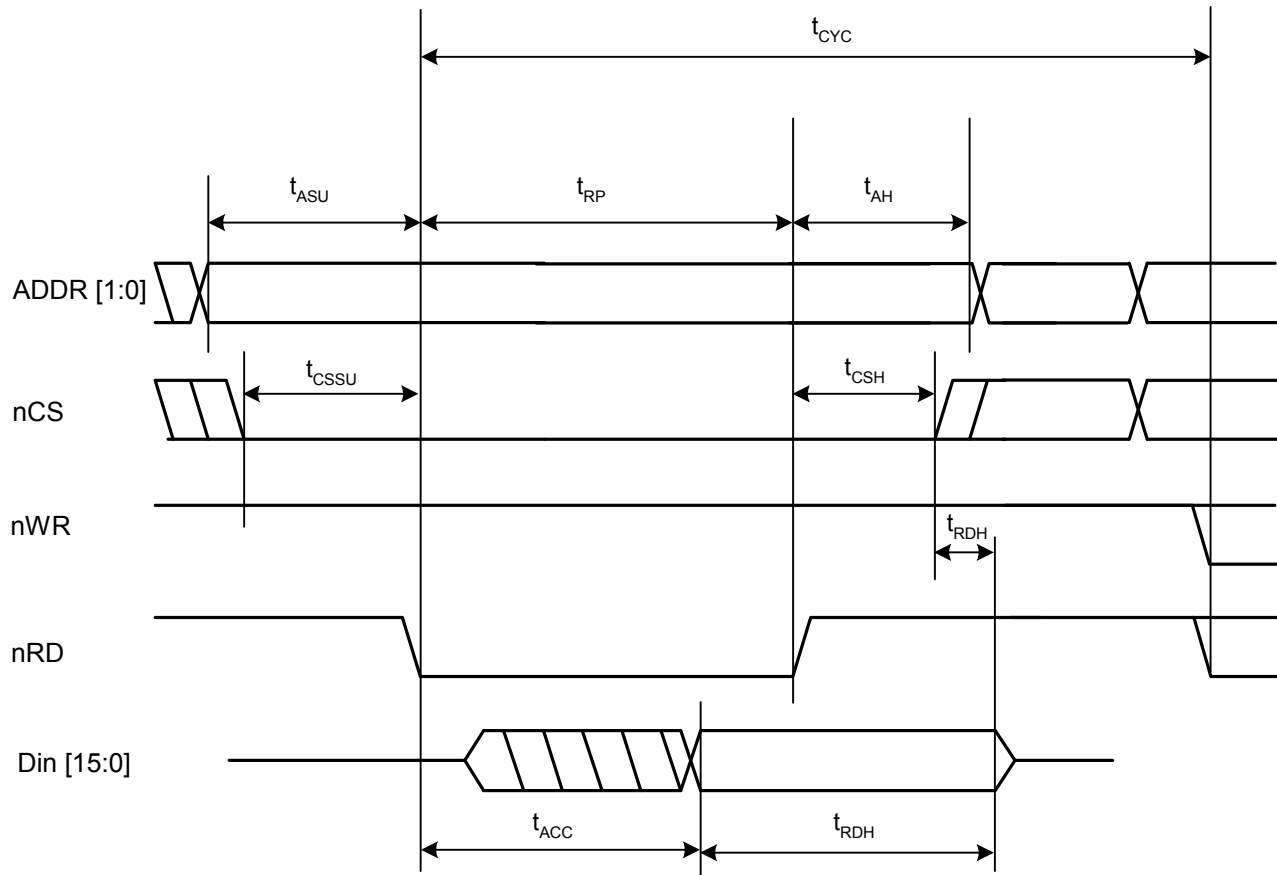 tCYC
tASU
tRP
tAH
ADDR [1:0]
tCSSU
tCSH
nCS
nWR
tRDH
nRD
Din [15:0]
tACC
tRDH